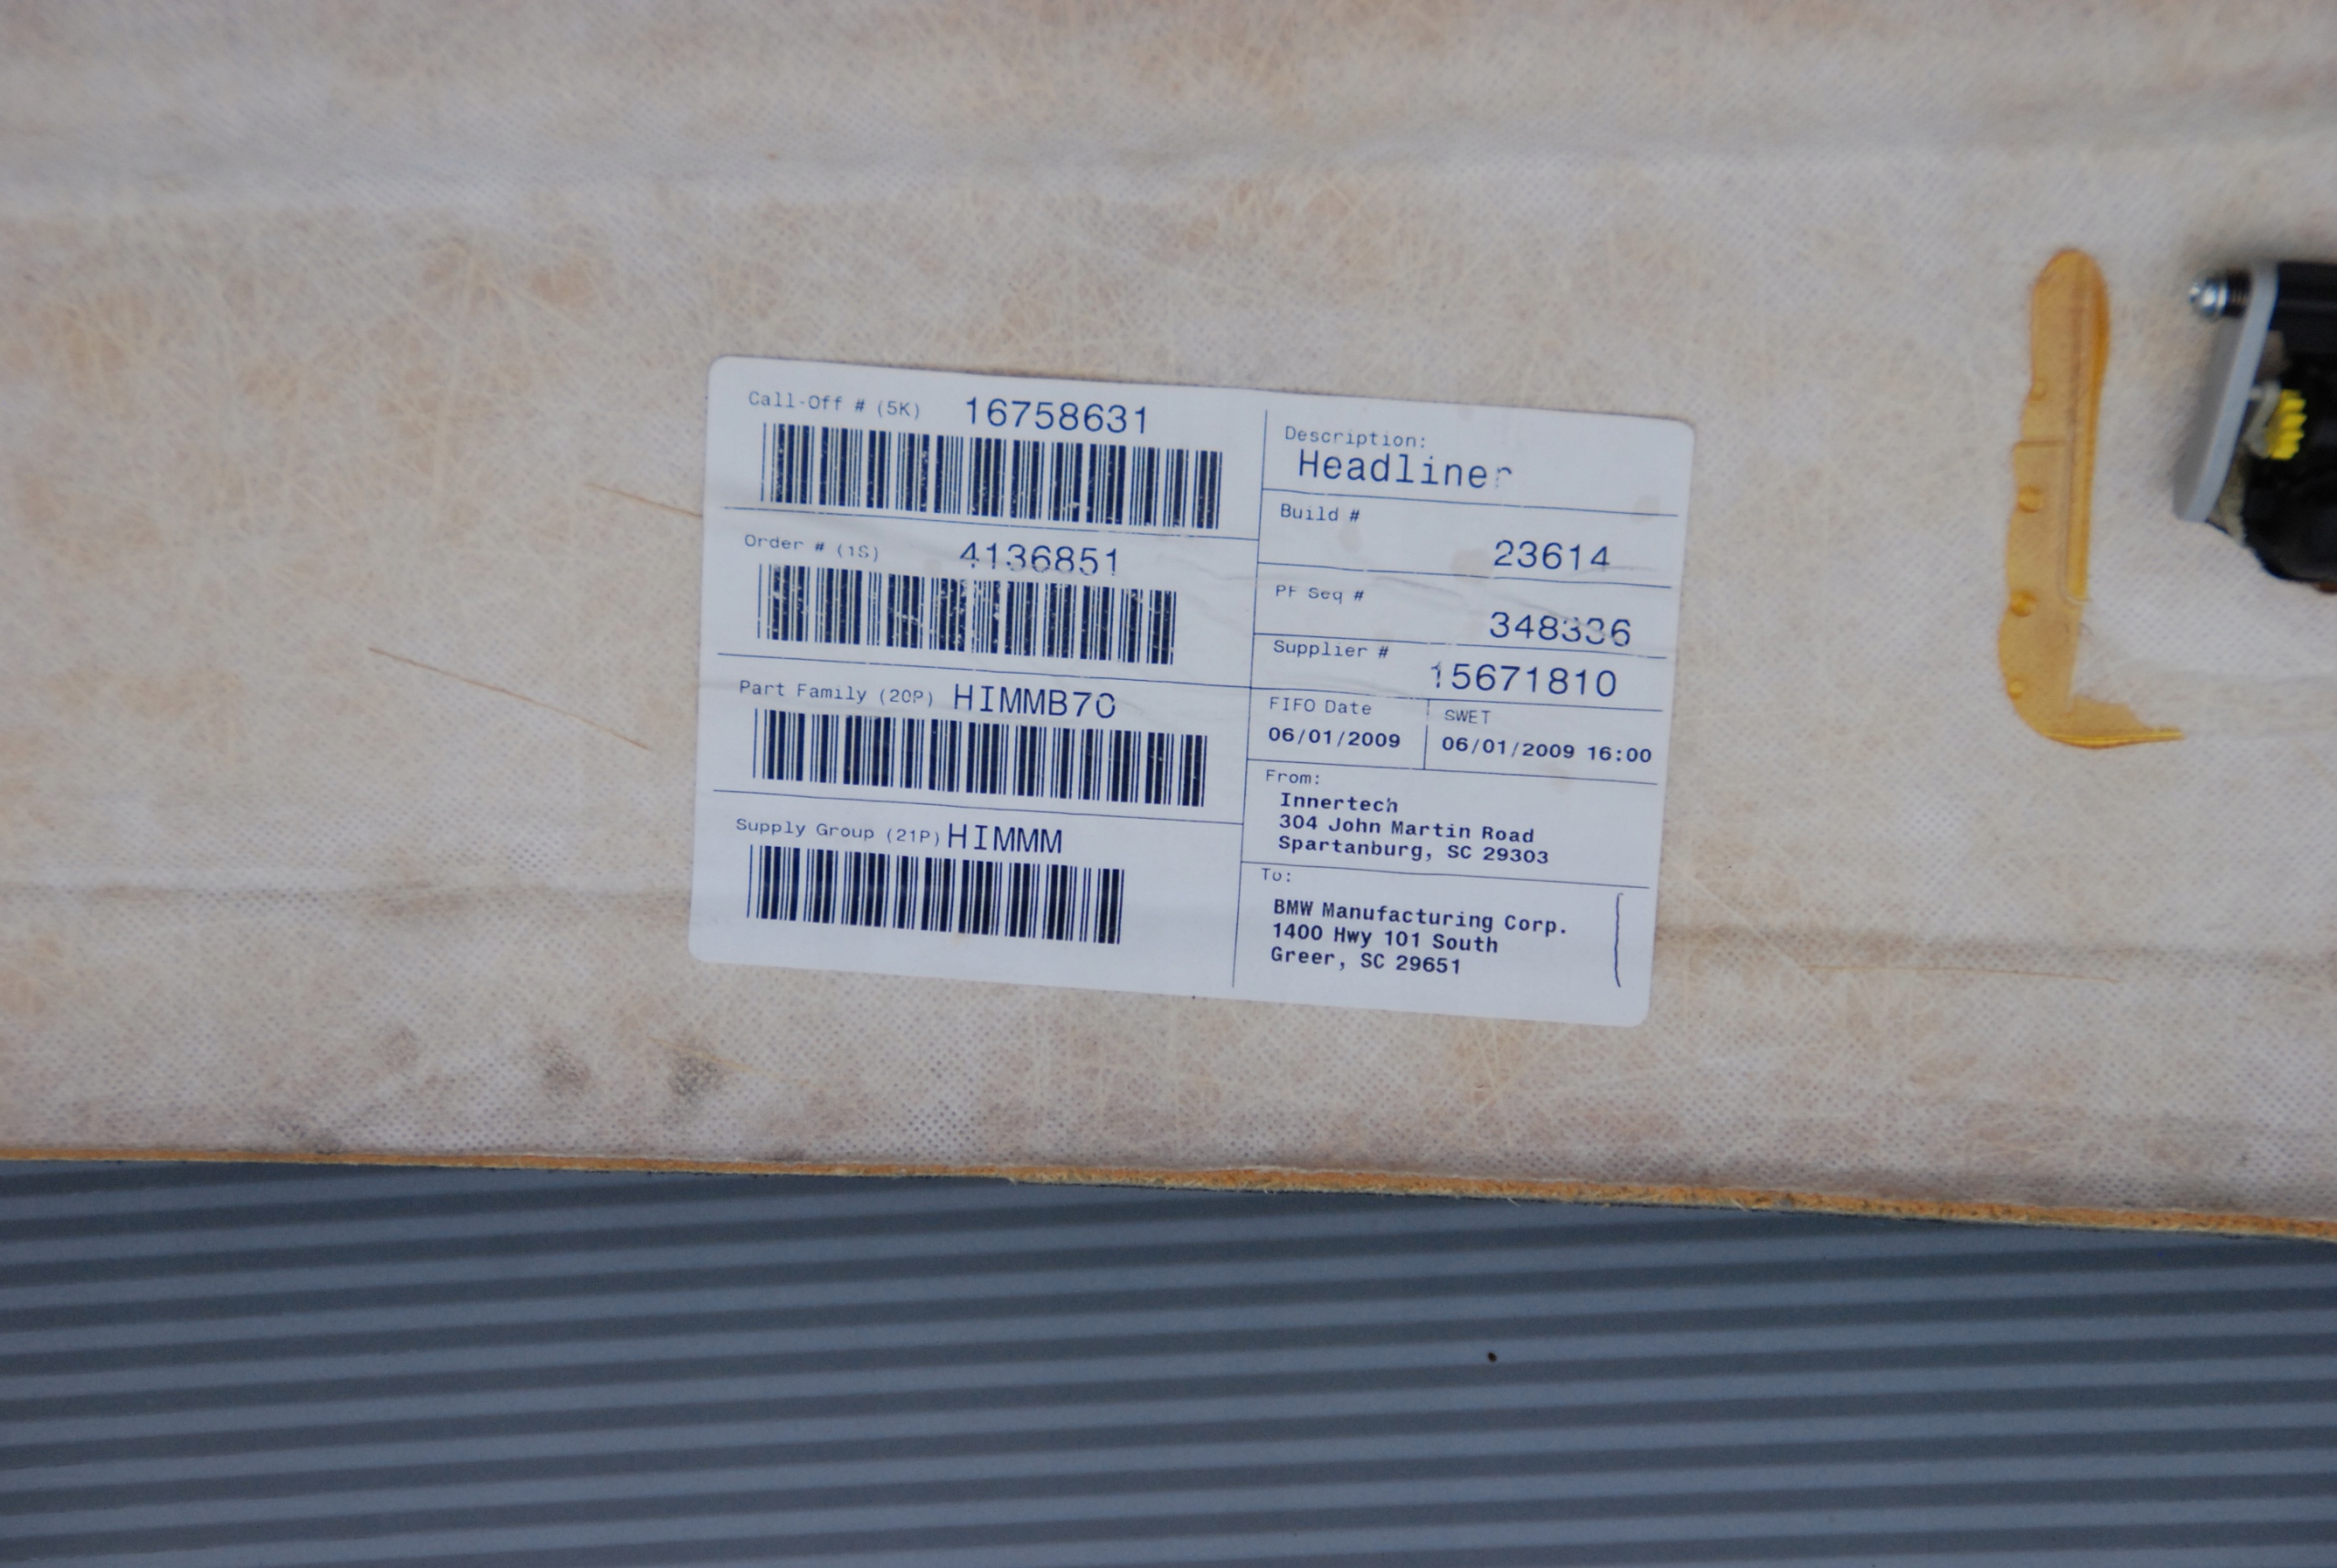 Call-Off # (5K) 16758631
Order # (1S) 4136851
Part Family (20P) HIMMB70
Supply Group (21P) HIMMM
Description:
Headliner
Build #
23614
PF Seq #
348336
Supplier #
15671810
FIFO Date
06/01/2009
SWET
06/01/2009 16:00
From:
Innertech
304 John Martin Road
Spartanburg, SC 29303
To:
BMW Manufacturing Corp.
1400 Hwy 101 South
Greer, SC 29651